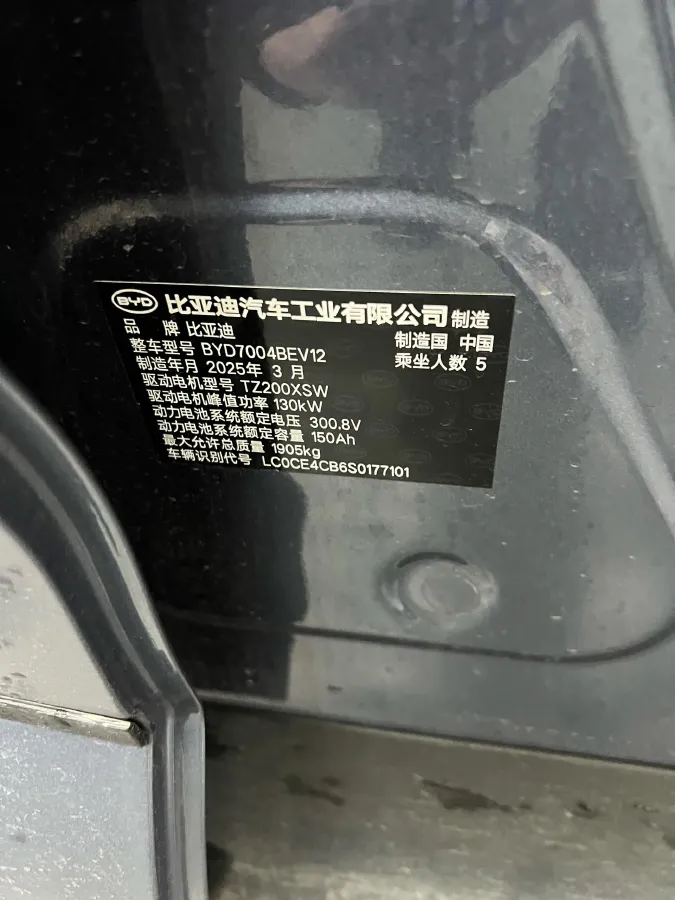 BYD 比亚迪汽车工业有限公司 制造
品 牌 比亚迪 制造国 中国
整车型号 BYD7004BEV12 乘坐人数 5
制造年月 2025年 3 月
驱动电机型号 TZ200XSW
驱动电机峰值功率 130kW
动力电池系统额定电压 300.8V
动力电池系统额定容量 150Ah
最大允许总质量 1905kg
车辆识别代号 LC0CE4CB6S0177101